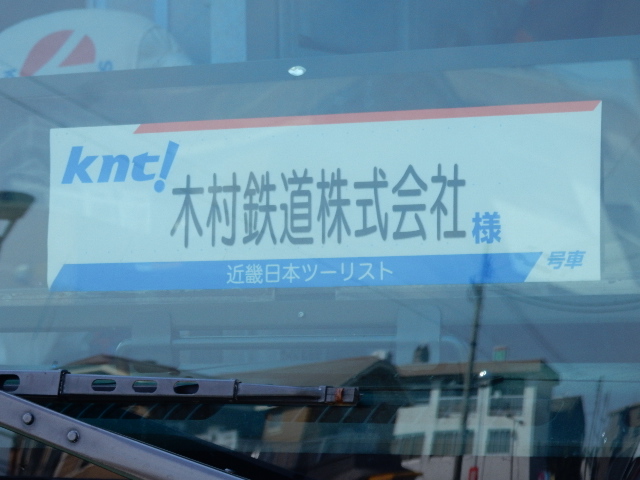 knt!
木村鉄道株式会社 様
近畿日本ツーリスト
号車